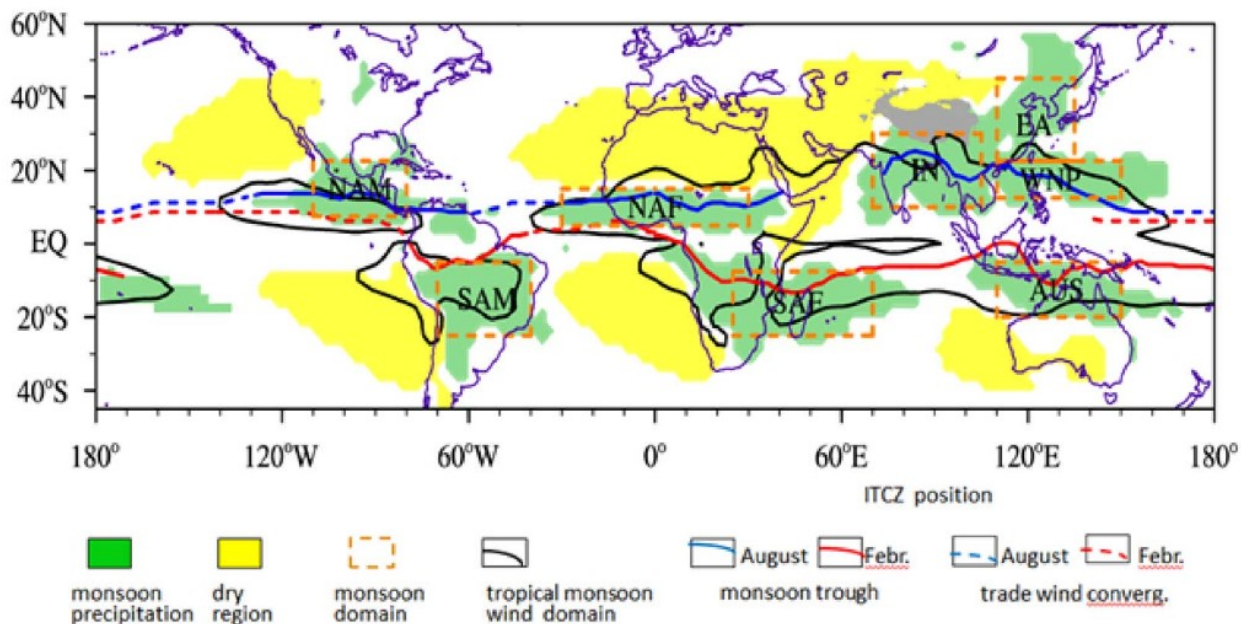 60°N
40°N
20°N
EQ
20°S
40°S
EA
NAM
IN
WNP
NAF
SAM
SAF
AUS
180° 120°W 60°W 0° 60°E 120°E 180°
ITCZ position
monsoon precipitation
dry region
monsoon domain
tropical monsoon wind domain
August Febr.
monsoon trough
August Febr.
trade wind converg.